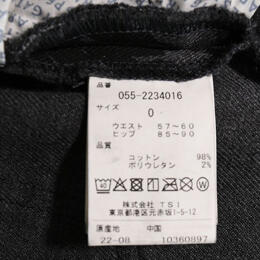 品番
055-2234016
サイズ
0
ウエスト 57~60
ヒップ 85~90
品質
コットン 98%
ポリウレタン 2%
40
株式会社 TSI
東京都港区元赤坂1-5-12
原産地 中国
22-08 10360897